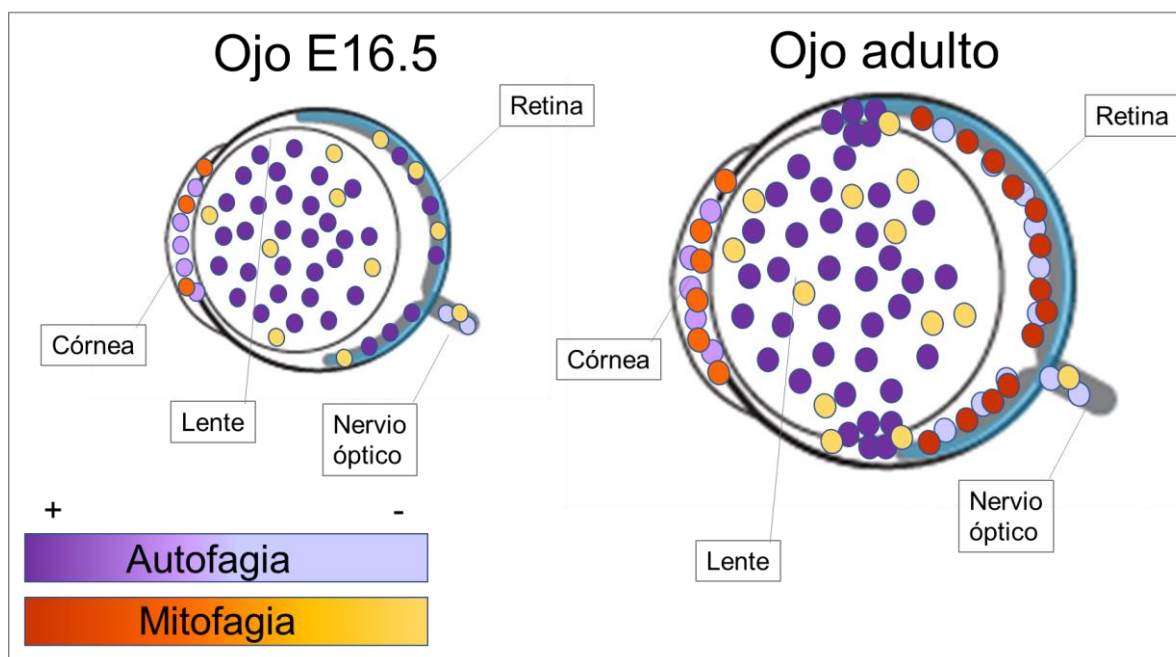 Ojo E16.5
Retina
Córnea
Lente
Nervio
óptico
+ -
Autofagia
Mitofagia
Ojo adulto
Retina
Córnea
Lente
Nervio
óptico